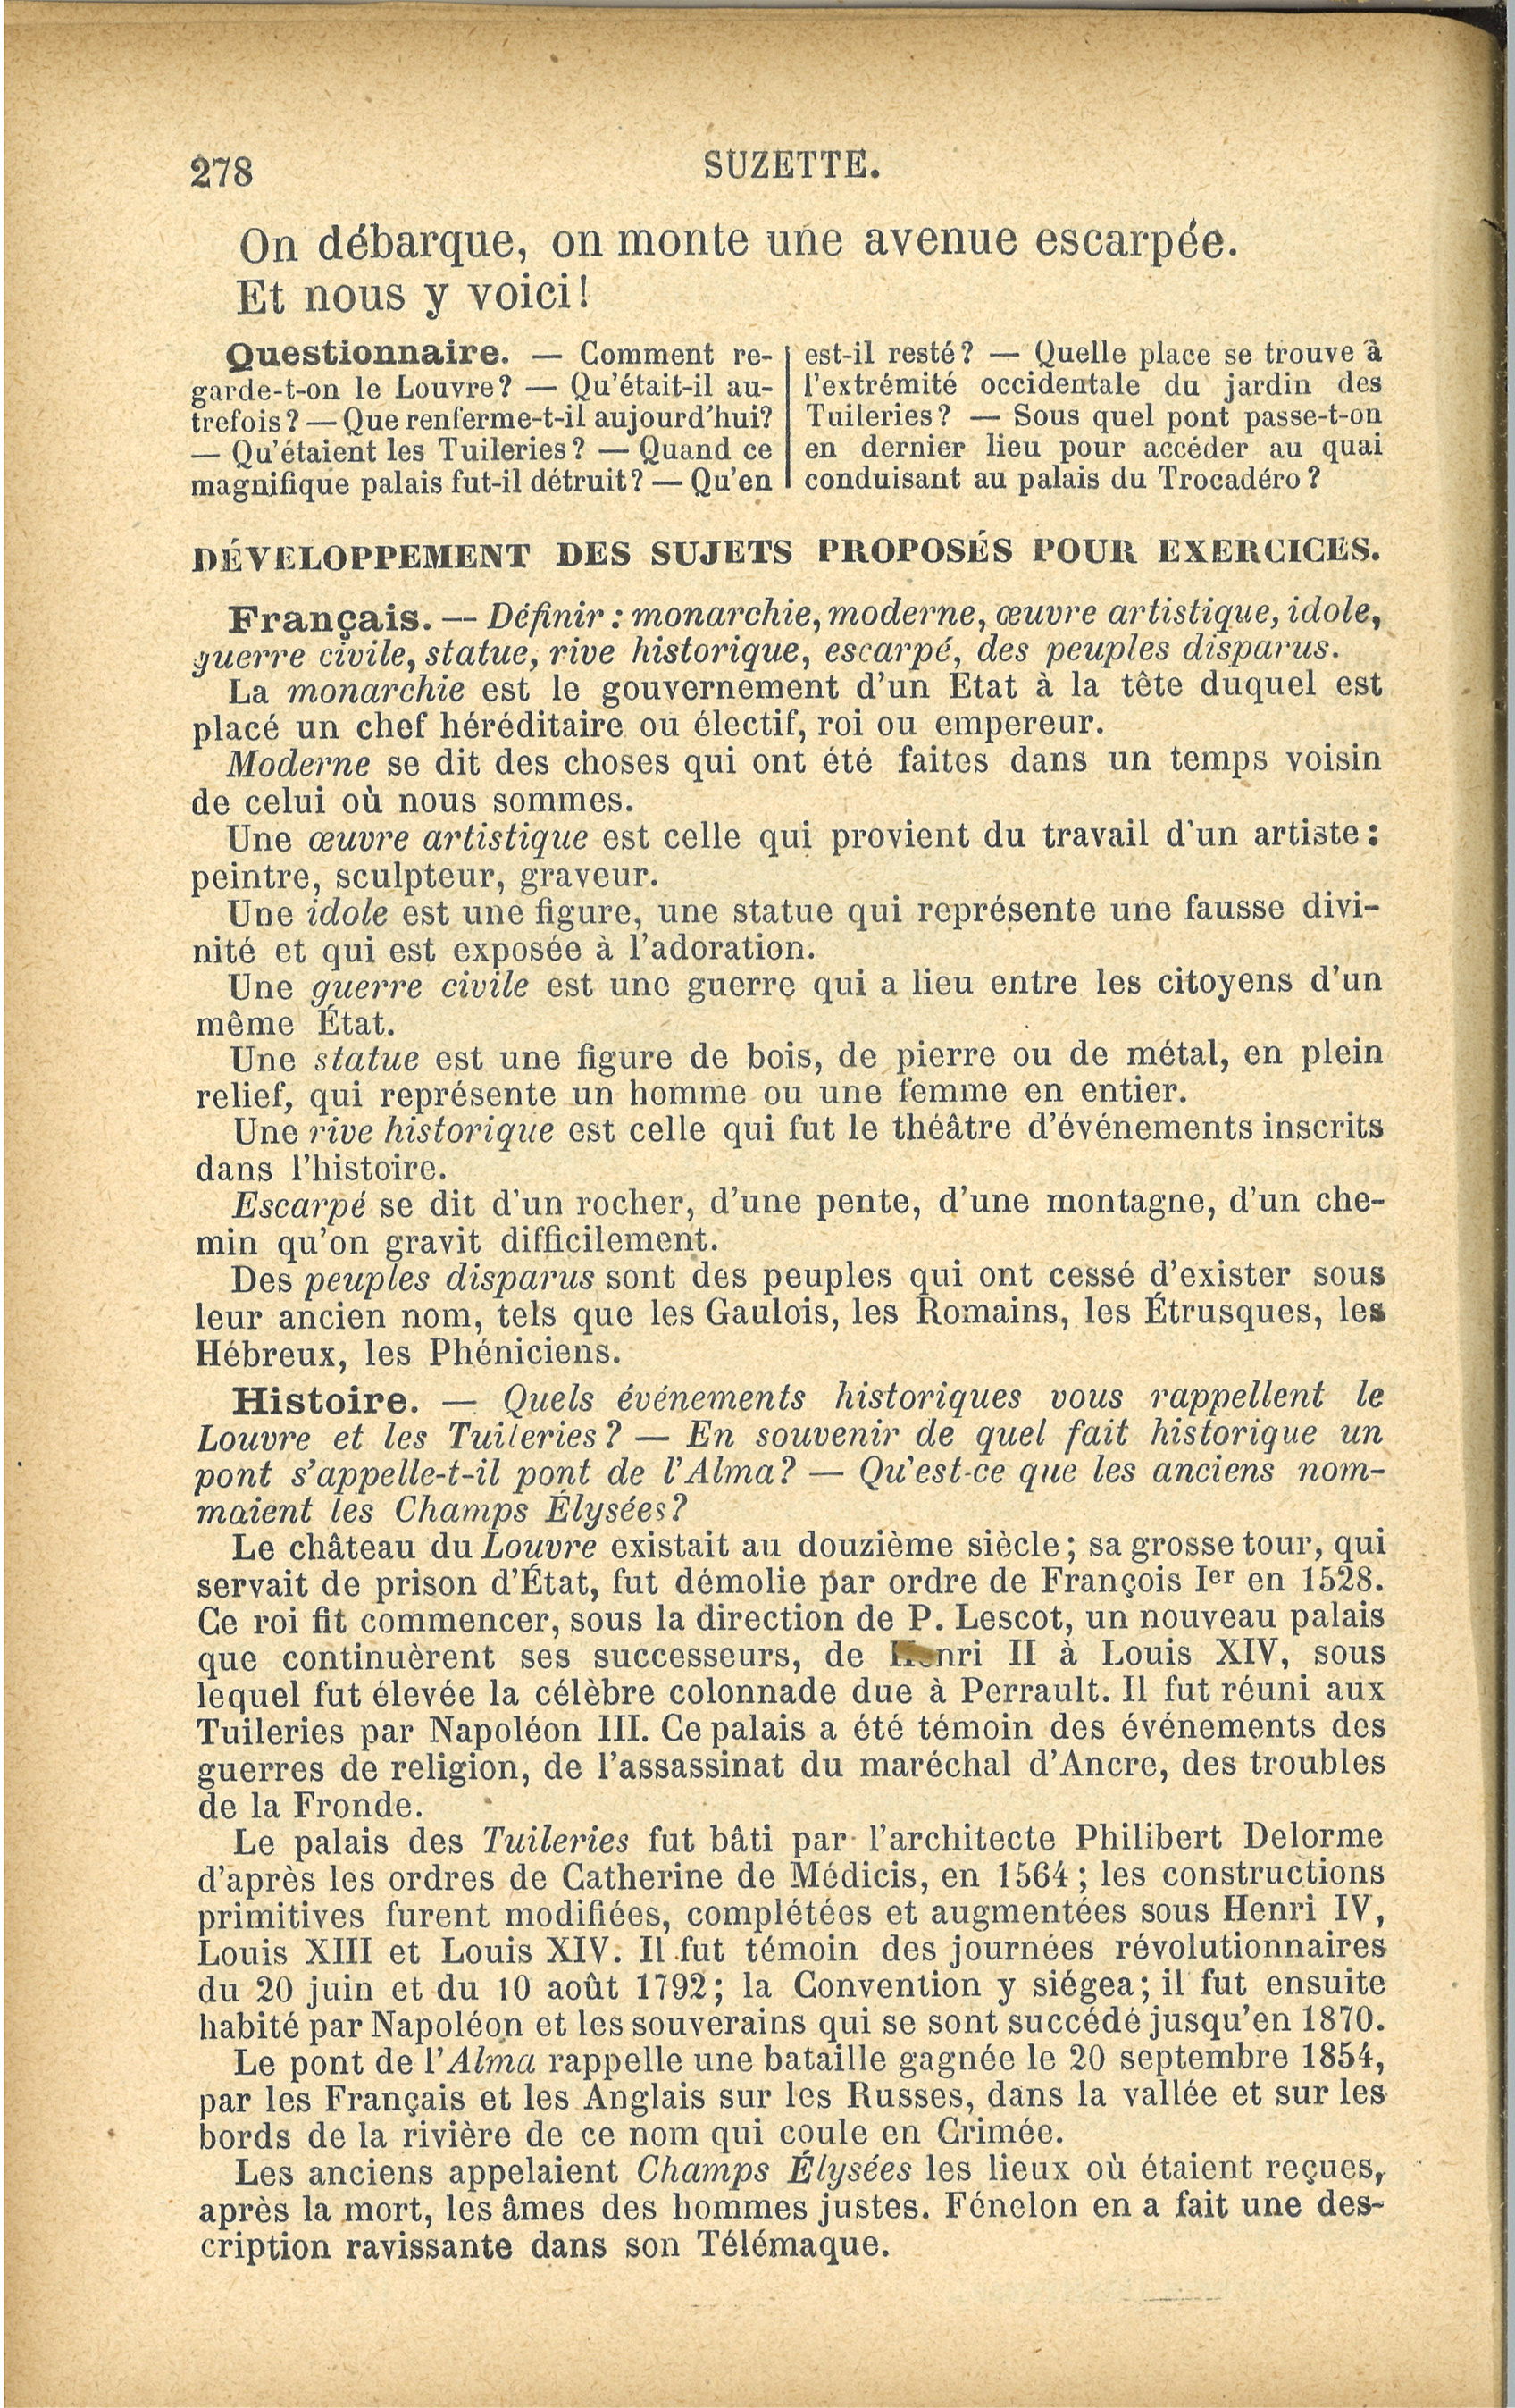 278
SUZETTE.
On débarque, on monte une avenue escarpée.
Et nous y voici!
Questionnaire. — Comment re-
garde-t-on le Louvre? — Qu'était-il au-
trefois? — Que renferme-t-il aujourd'hui?
— Qu'étaient les Tuileries? — Quand ce
magnifique palais fut-il détruit? — Qu'en
est-il resté? — Quelle place se trouve à
l'extrémité occidentale du jardin des
Tuileries? — Sous quel pont passe-t-on
en dernier lieu pour accéder au quai
conduisant au palais du Trocadéro?
DÉVELOPPEMENT DES SUJETS PROPOSÉS POUR EXERCICES.
Français. — Définir : monarchie, moderne, œuvre artistique, idole,
guerre civile, statue, rive historique, escarpé, des peuples disparus.
La monarchie est le gouvernement d'un Etat à la tête duquel est
placé un chef héréditaire ou électif, roi ou empereur.
Moderne se dit des choses qui ont été faites dans un temps voisin
de celui où nous sommes.
Une œuvre artistique est celle qui provient du travail d'un artiste :
peintre, sculpteur, graveur.
Une idole est une figure, une statue qui représente une fausse divi-
nité et qui est exposée à l'adoration.
Une guerre civile est une guerre qui a lieu entre les citoyens d'un
même État.
Une statue est une figure de bois, de pierre ou de métal, en plein
relief, qui représente un homme ou une femme en entier.
Une rive historique est celle qui fut le théâtre d'événements inscrits
dans l'histoire.
Escarpé se dit d'un rocher, d'une pente, d'une montagne, d'un che-
min qu'on gravit difficilement.
Des peuples disparus sont des peuples qui ont cessé d'exister sous
leur ancien nom, tels que les Gaulois, les Romains, les Étrusques, les
Hébreux, les Phéniciens.
Histoire. — Quels événements historiques vous rappellent le
Louvre et les Tuileries? — En souvenir de quel fait historique un
pont s'appelle-t-il pont de l'Alma? — Qu'est-ce que les anciens nom-
maient les Champs Élysées?
Le château du Louvre existait au douzième siècle; sa grosse tour, qui
servait de prison d'État, fut démolie par ordre de François Ier en 1528.
Ce roi fit commencer, sous la direction de P. Lescot, un nouveau palais
que continuèrent ses successeurs, de Henri II à Louis XIV, sous
lequel fut élevée la célèbre colonnade due à Perrault. Il fut réuni aux
Tuileries par Napoléon III. Ce palais a été témoin des événements des
guerres de religion, de l'assassinat du maréchal d'Ancre, des troubles
de la Fronde.
Le palais des Tuileries fut bâti par l'architecte Philibert Delorme
d'après les ordres de Catherine de Médicis, en 1564; les constructions
primitives furent modifiées, complétées et augmentées sous Henri IV,
Louis XIII et Louis XIV. Il fut témoin des journées révolutionnaires
du 20 juin et du 10 août 1792; la Convention y siégea; il fut ensuite
habité par Napoléon et les souverains qui se sont succédé jusqu'en 1870.
Le pont de l'Alma rappelle une bataille gagnée le 20 septembre 1854,
par les Français et les Anglais sur les Russes, dans la vallée et sur les
bords de la rivière de ce nom qui coule en Crimée.
Les anciens appelaient Champs Élysées les lieux où étaient reçues,
après la mort, les âmes des hommes justes. Fénelon en a fait une des-
cription ravissante dans son Télémaque.